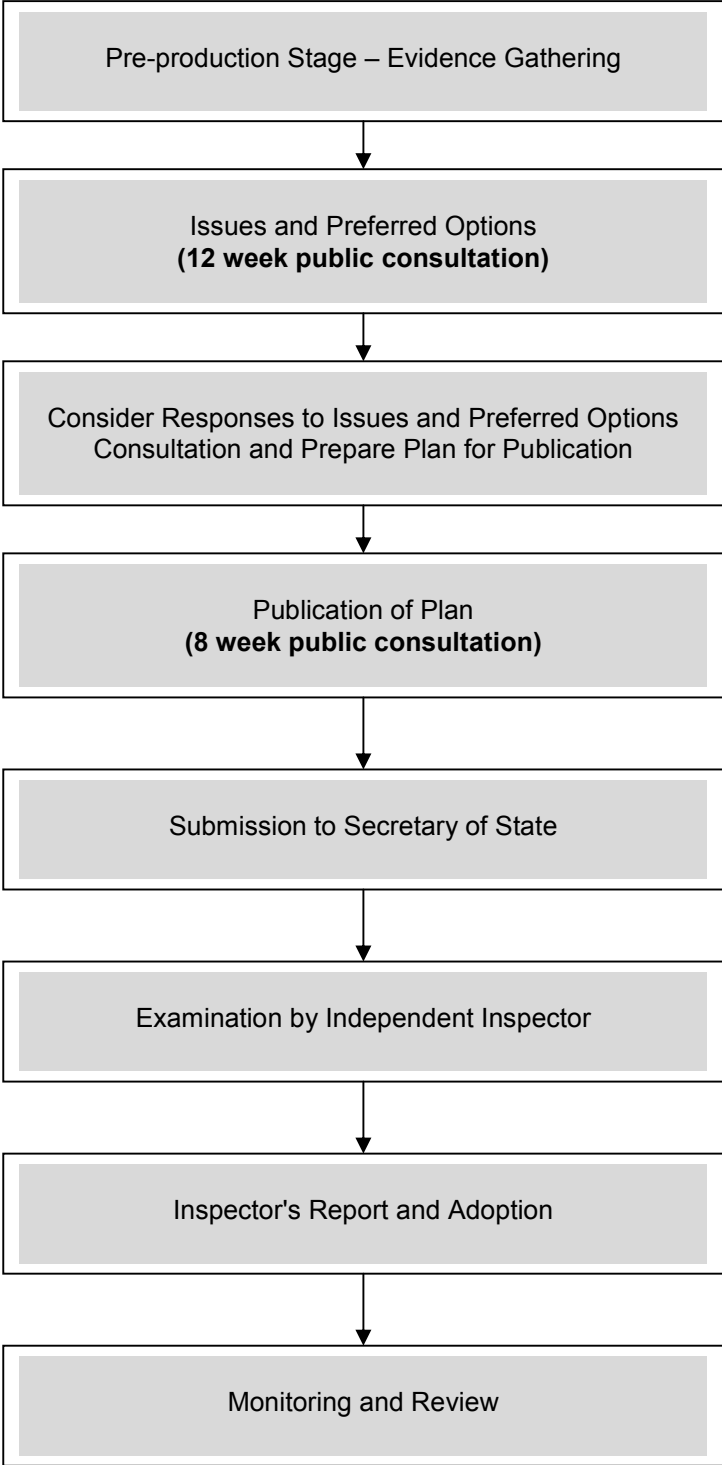 Pre-production Stage – Evidence Gathering
Issues and Preferred Options
(12 week public consultation)
Consider Responses to Issues and Preferred Options
Consultation and Prepare Plan for Publication
Publication of Plan
(8 week public consultation)
Submission to Secretary of State
Examination by Independent Inspector
Inspector's Report and Adoption
Monitoring and Review